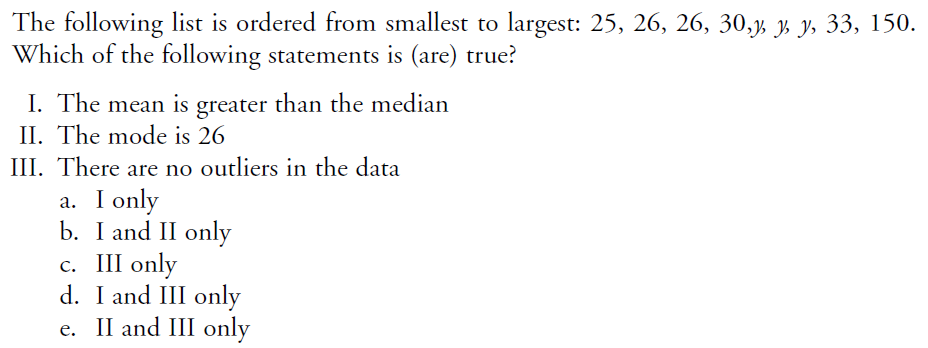 The following list is ordered from smallest to largest: 25, 26, 26, 30,y, y, y, 33, 150.
Which of the following statements is (are) true?
I. The mean is greater than the median
II. The mode is 26
III. There are no outliers in the data
a. I only
b. I and II only
c. III only
d. I and III only
e. II and III only